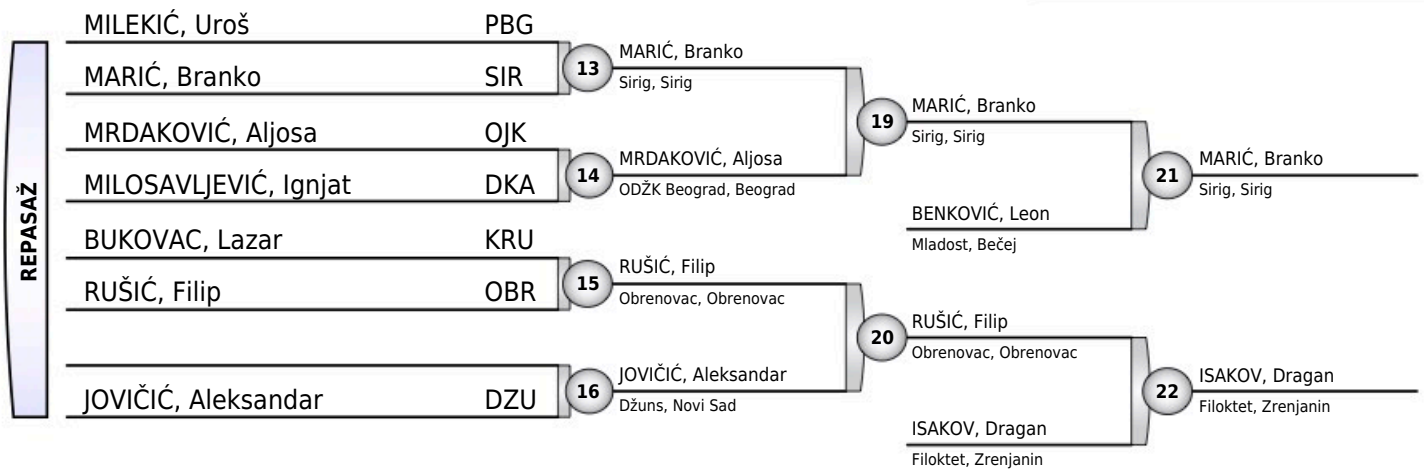 REPASAŽ
MILEKIĆ, Uroš PBG
MARIĆ, Branko SIR
MRDAKOVIĆ, Aljosa OJK
MILOSAVLJEVIĆ, Ignjat DKA
BUKOVAC, Lazar KRU
RUŠIĆ, Filip OBR
JOVIČIĆ, Aleksandar DZU
13
MARIĆ, Branko
Sirig, Sirig
14
MRDAKOVIĆ, Aljosa
ODŽK Beograd, Beograd
15
RUŠIĆ, Filip
Obrenovac, Obrenovac
16
JOVIČIĆ, Aleksandar
Džuns, Novi Sad
19
MARIĆ, Branko
Sirig, Sirig
BENKOVIĆ, Leon
Mladost, Bečej
20
RUŠIĆ, Filip
Obrenovac, Obrenovac
ISAKOV, Dragan
Filoktet, Zrenjanin
21
MARIĆ, Branko
Sirig, Sirig
22
ISAKOV, Dragan
Filoktet, Zrenjanin